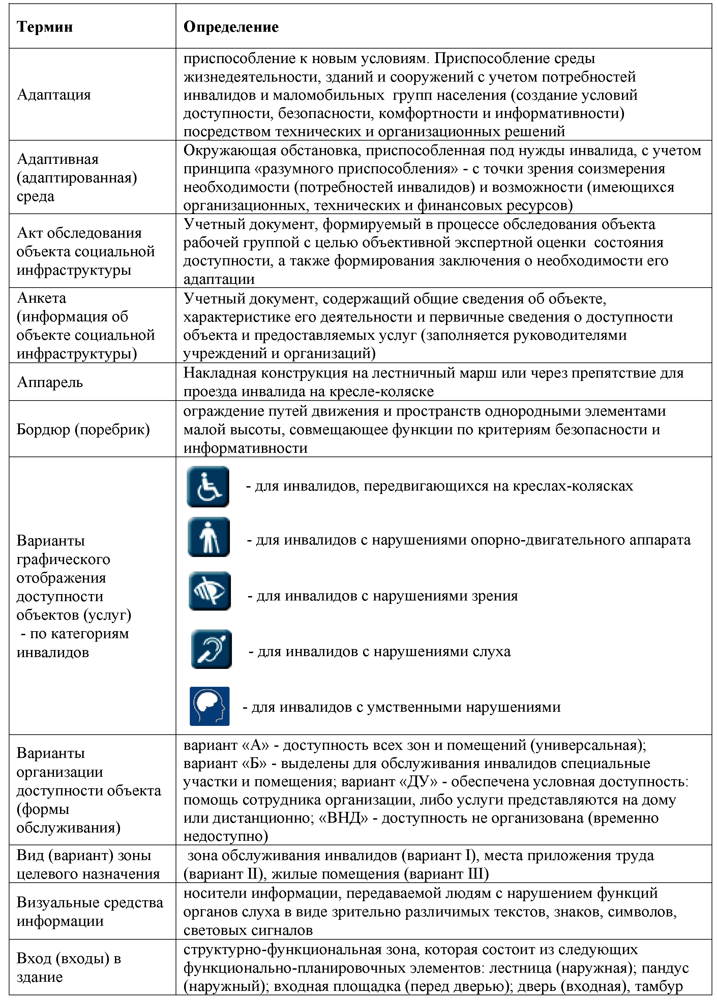 Термин
Определение
Адаптация
приспособление к новым условиям. Приспособление среды
жизнедеятельности, зданий и сооружений с учетом потребностей
инвалидов и маломобильных  групп населения (создание условий
доступности, безопасности, комфортности и информативности)
посредством технических и организационных решений
Адаптивная
(адаптированная)
среда
Окружающая обстановка, приспособленная под нужды инвалида, с учетом
принципа «разумного приспособления» - с точки зрения соизмерения
необходимости (потребностей инвалидов) и возможности (имеющихся
организационных, технических и финансовых ресурсов)
Акт обследования
объекта социальной
инфраструктуры
Учетный документ, формируемый в процессе обследования объекта
рабочей группой с целью объективной экспертной оценки  состояния
доступности, а также формирования заключения о необходимости его
адаптации
Анкета
(информация об
объекте социальной
инфраструктуры)
Учетный документ, содержащий общие сведения об объекте,
характеристике его деятельности и первичные сведения о доступности
объекта и предоставляемых услуг (заполняется руководителями
учреждений и организаций)
Аппарель
Накладная конструкция на лестничный марш или через препятствие для
проезда инвалида на кресле-коляске
Бордюр (поребрик)
ограждение путей движения и пространств однородными элементами
малой высоты, совмещающее функции по критериям безопасности и
информативности
Варианты
графического
отображения
доступности
объектов (услуг)
- по категориям
инвалидов
- для инвалидов, передвигающихся на креслах-колясках
- для инвалидов с нарушениями опорно-двигательного аппарата
- для инвалидов с нарушениями зрения
- для инвалидов с нарушениями слуха
- для инвалидов с умственными нарушениями
Варианты
организации
доступности объекта
(формы
обслуживания)
вариант «А» - доступность всех зон и помещений (универсальная);
вариант «Б» - выделены для обслуживания инвалидов специальные
участки и помещения; вариант «ДУ» - обеспечена условная доступность:
помощь сотрудника организации, либо услуги представляются на дому
или дистанционно; «ВНД» - доступность не организована (временно
недоступно)
Вид (вариант) зоны
целевого назначения
зона обслуживания инвалидов (вариант I), места приложения труда
(вариант II), жилые помещения (вариант III)
Визуальные средства
информации
носители информации, передаваемой людям с нарушением функций
органов слуха в виде зрительно различимых текстов, знаков, символов,
световых сигналов
Вход (входы) в
здание
структурно-функциональная зона, которая состоит из следующих
функционально-планировочных элементов: лестница (наружная); пандус
(наружный); входная площадка (перед дверью); дверь (входная), тамбур